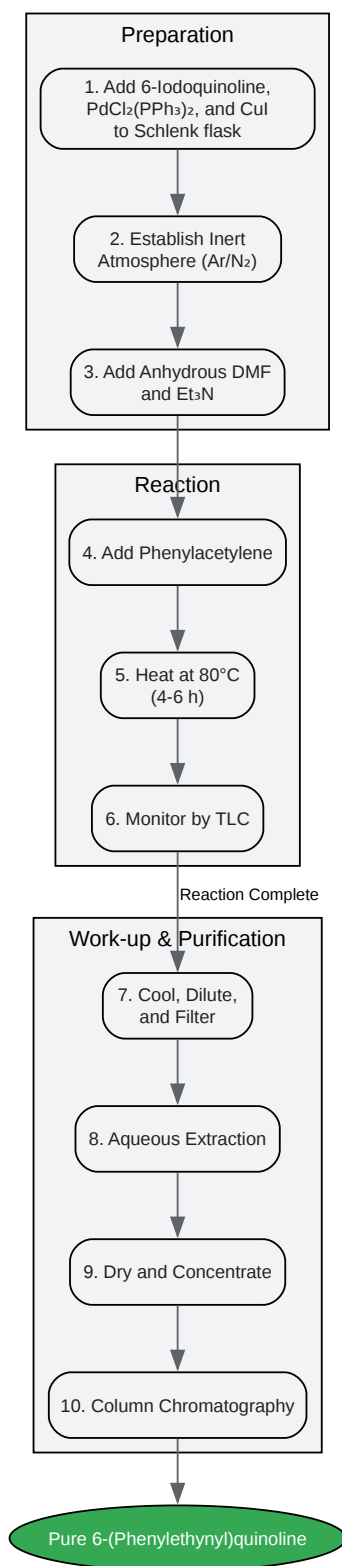 Preparation
1. Add 6-Iodoquinoline,
PdCl₂(PPh₃)₂, and CuI
to Schlenk flask
2. Establish Inert
Atmosphere (Ar/N₂)
3. Add Anhydrous DMF
and Et₃N
Reaction
4. Add Phenylacetylene
5. Heat at 80°C
(4-6 h)
6. Monitor by TLC
Reaction Complete
Work-up & Purification
7. Cool, Dilute,
and Filter
8. Aqueous Extraction
9. Dry and Concentrate
10. Column Chromatography
Pure 6-(Phenylethynyl)quinoline